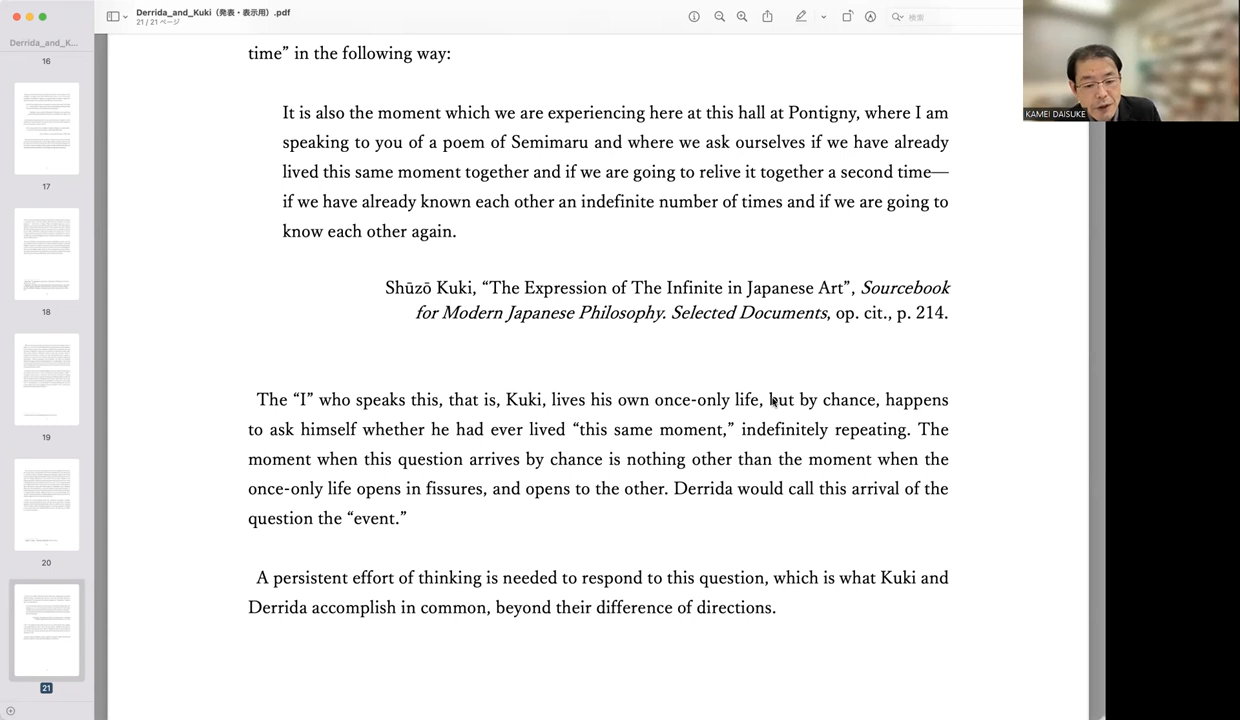 Derrida_and_Kuki（発表・表示用）.pdf
21 / 21 ページ
検索
Derrida_and_K...
16
17
18
19
20
21
time” in the following way:
It is also the moment which we are experiencing here at this hall at Pontigny, where I am
speaking to you of a poem of Semimaru and where we ask ourselves if we have already
lived this same moment together and if we are going to relive it together a second time—
if we have already known each other an indefinite number of times and if we are going to
know each other again.
Shūzō Kuki, “The Expression of The Infinite in Japanese Art”, Sourcebook
for Modern Japanese Philosophy. Selected Documents, op. cit., p. 214.
The “I” who speaks this, that is, Kuki, lives his own once-only life, but by chance, happens
to ask himself whether he had ever lived “this same moment,” indefinitely repeating. The
moment when this question arrives by chance is nothing other than the moment when the
once-only life opens in fissures, and opens to the other. Derrida would call this arrival of the
question the “event.”
A persistent effort of thinking is needed to respond to this question, which is what Kuki and
Derrida accomplish in common, beyond their difference of directions.
KAMEI DAISUKE